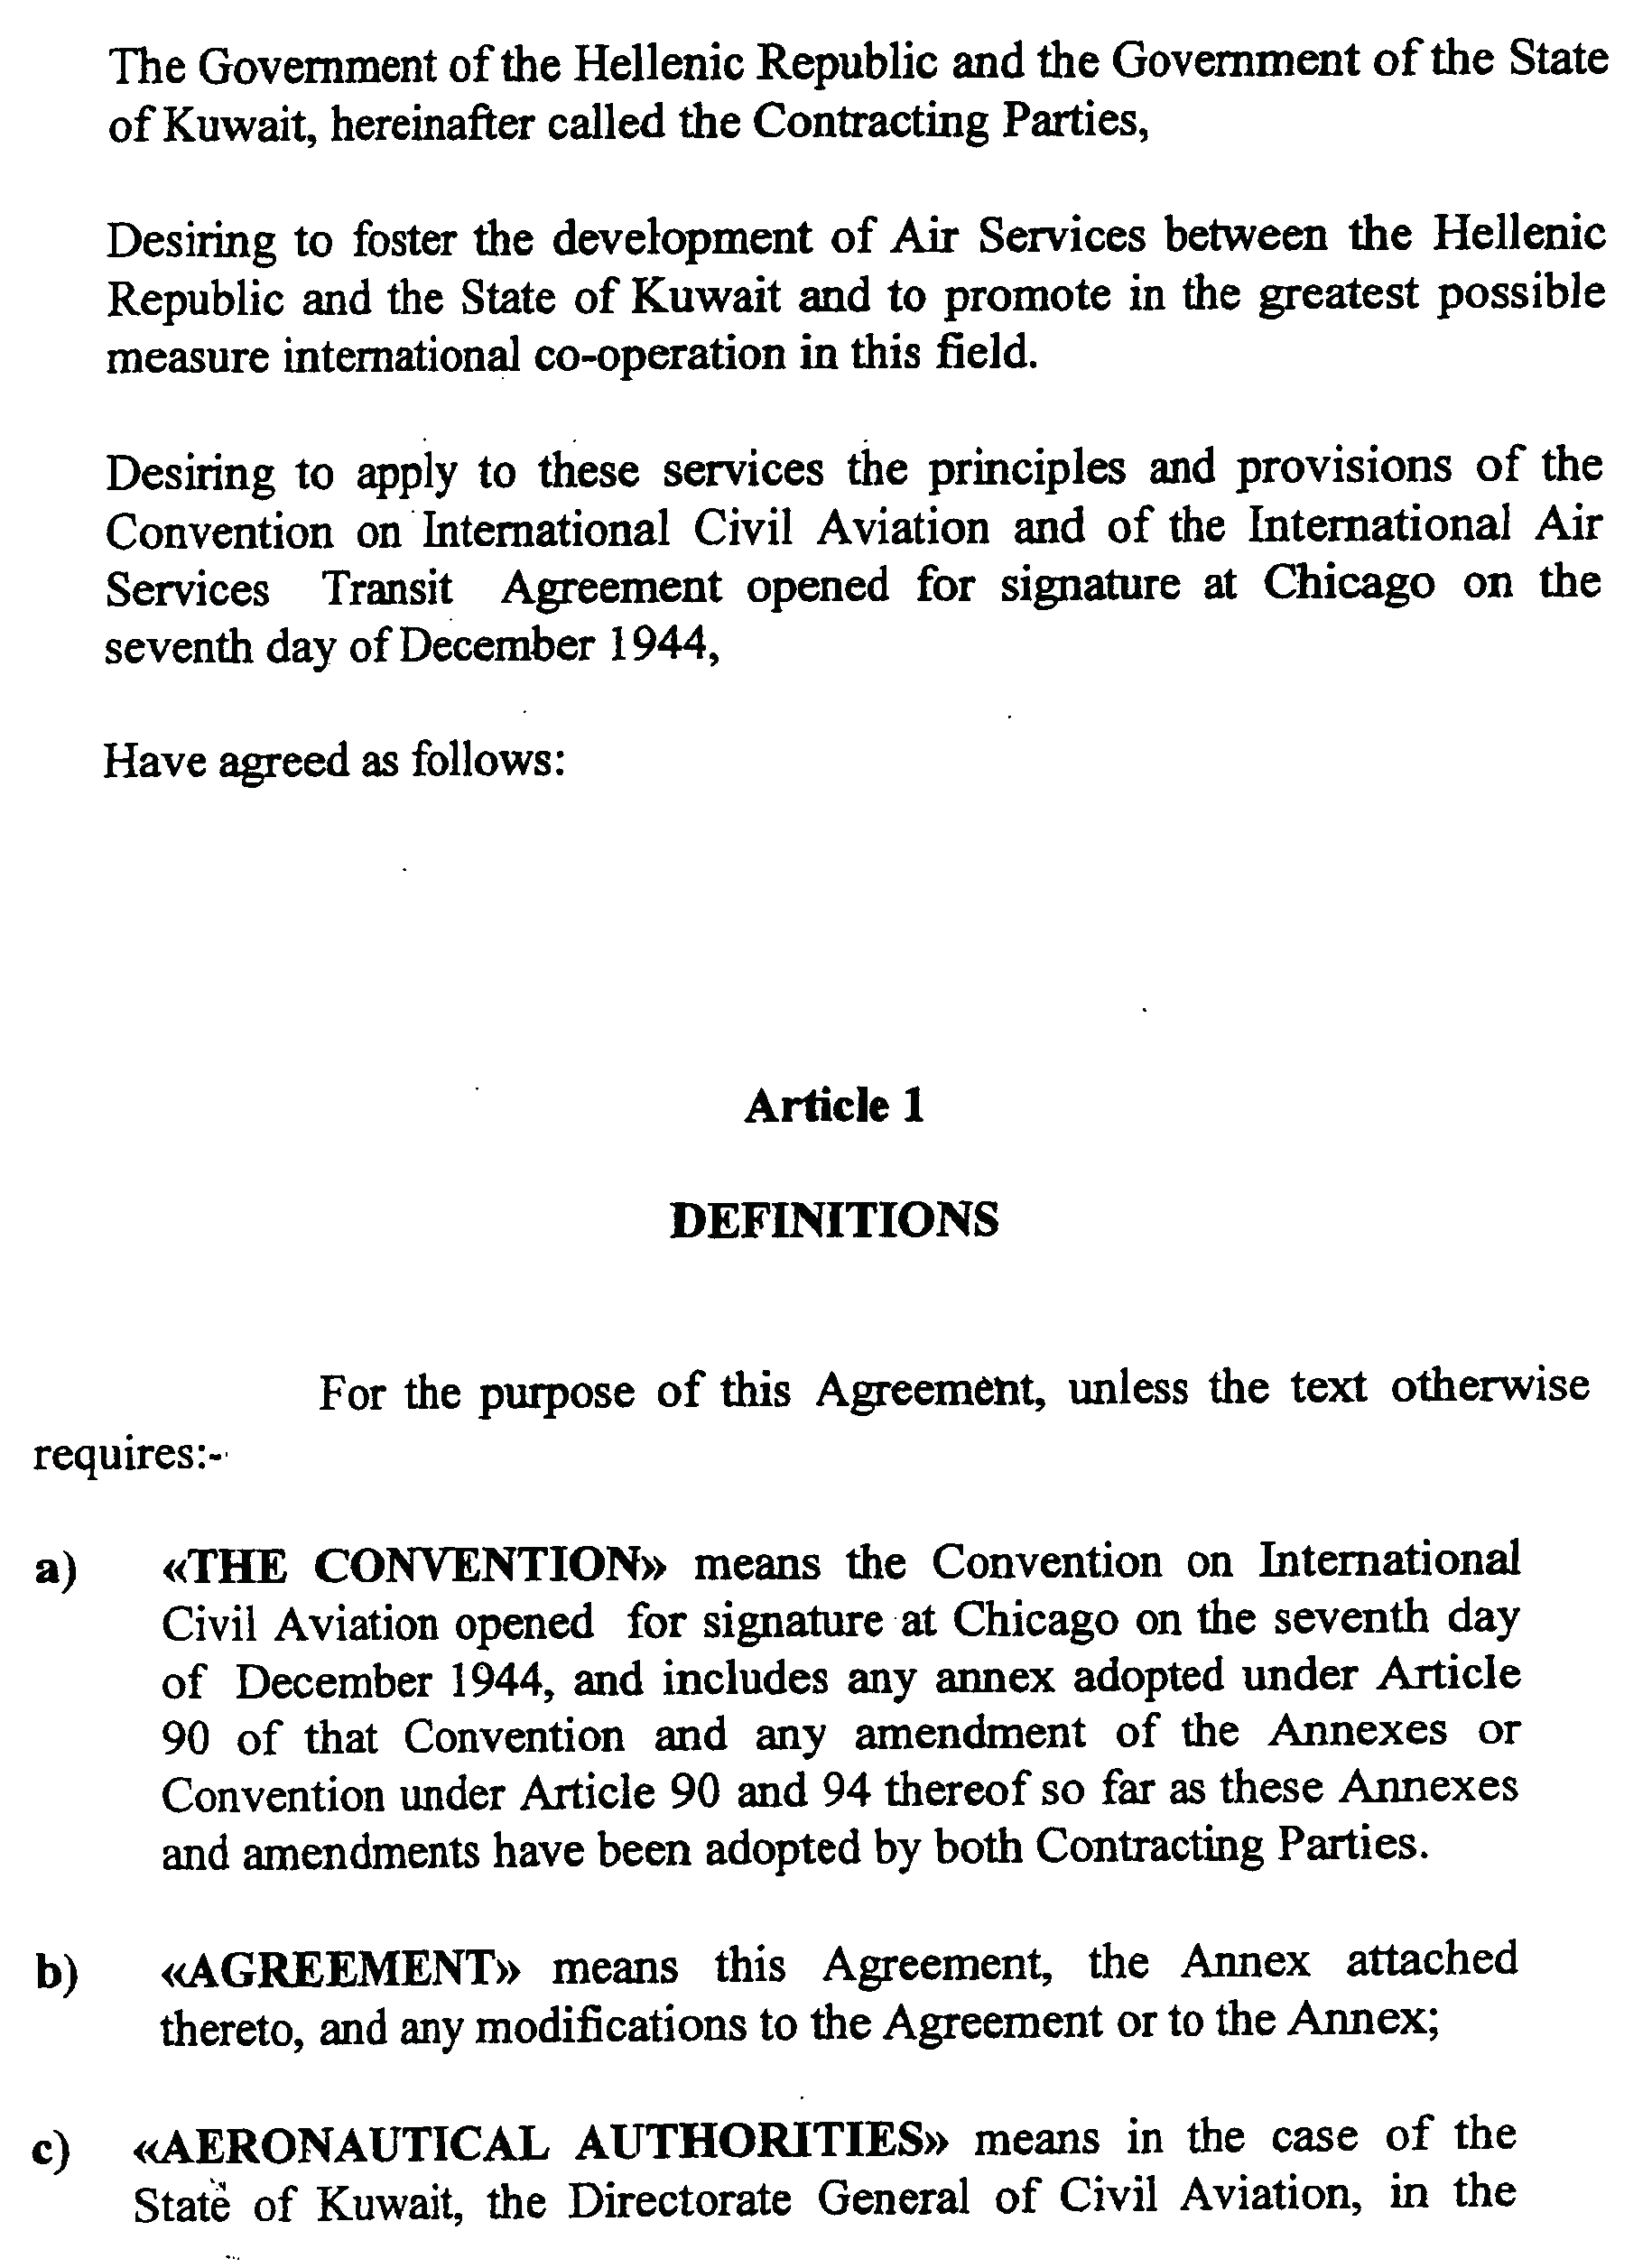 The Government of the Hellenic Republic and the Government of the State
of Kuwait, hereinafter called the Contracting Parties,
Desiring to foster the development of Air Services between the Hellenic
Republic and the State of Kuwait and to promote in the greatest possible
measure international co-operation in this field.
Desiring to apply to these services the principles and provisions of the
Convention on International Civil Aviation and of the International Air
Services Transit Agreement opened for signature at Chicago on the
seventh day of December 1944,
Have agreed as follows:
Article 1
DEFINITIONS
For the purpose of this Agreement, unless the text otherwise
requires:-
a) «THE CONVENTION» means the Convention on International
Civil Aviation opened for signature at Chicago on the seventh day
of December 1944, and includes any annex adopted under Article
90 of that Convention and any amendment of the Annexes or
Convention under Article 90 and 94 thereof so far as these Annexes
and amendments have been adopted by both Contracting Parties.
b) «AGREEMENT» means this Agreement, the Annex attached
thereto, and any modifications to the Agreement or to the Annex;
c) «AERONAUTICAL AUTHORITIES» means in the case of the
State of Kuwait, the Directorate General of Civil Aviation, in the